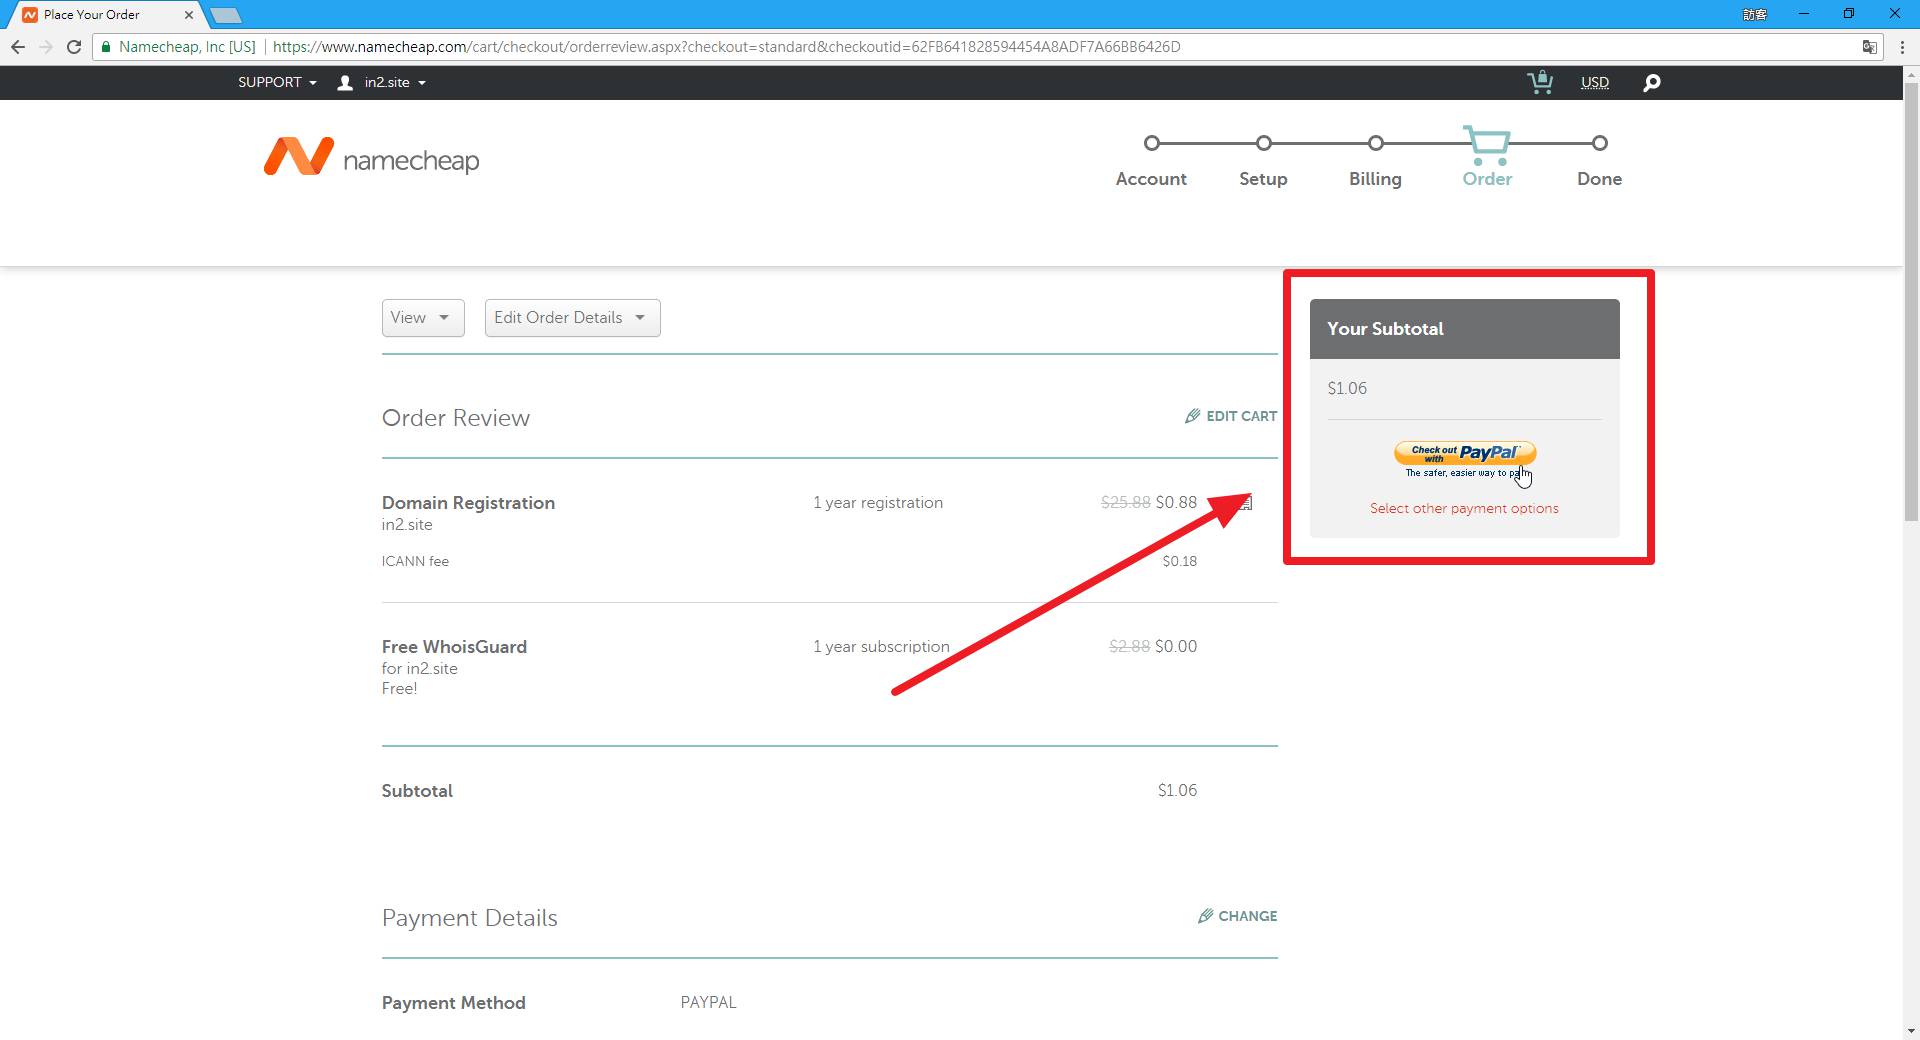 Place Your Order
訪客
Namecheap, Inc [US]
https://www.namecheap.com/cart/checkout/orderreview.aspx?checkout=standard&checkoutid=62FB641828594454A8ADF7A66BB6426D
SUPPORT
in2.site
USD
namecheap
Account
Setup
Billing
Order
Done
View
Edit Order Details
Your Subtotal
$1.06
Check out with PayPal
The safer, easier way to pay
Select other payment options
Order Review
EDIT CART
Domain Registration
1 year registration
$25.88 $0.88
in2.site
ICANN fee
$0.18
Free WhoisGuard
1 year subscription
$2.88 $0.00
for in2.site
Free!
Subtotal
$1.06
Payment Details
CHANGE
Payment Method
PAYPAL